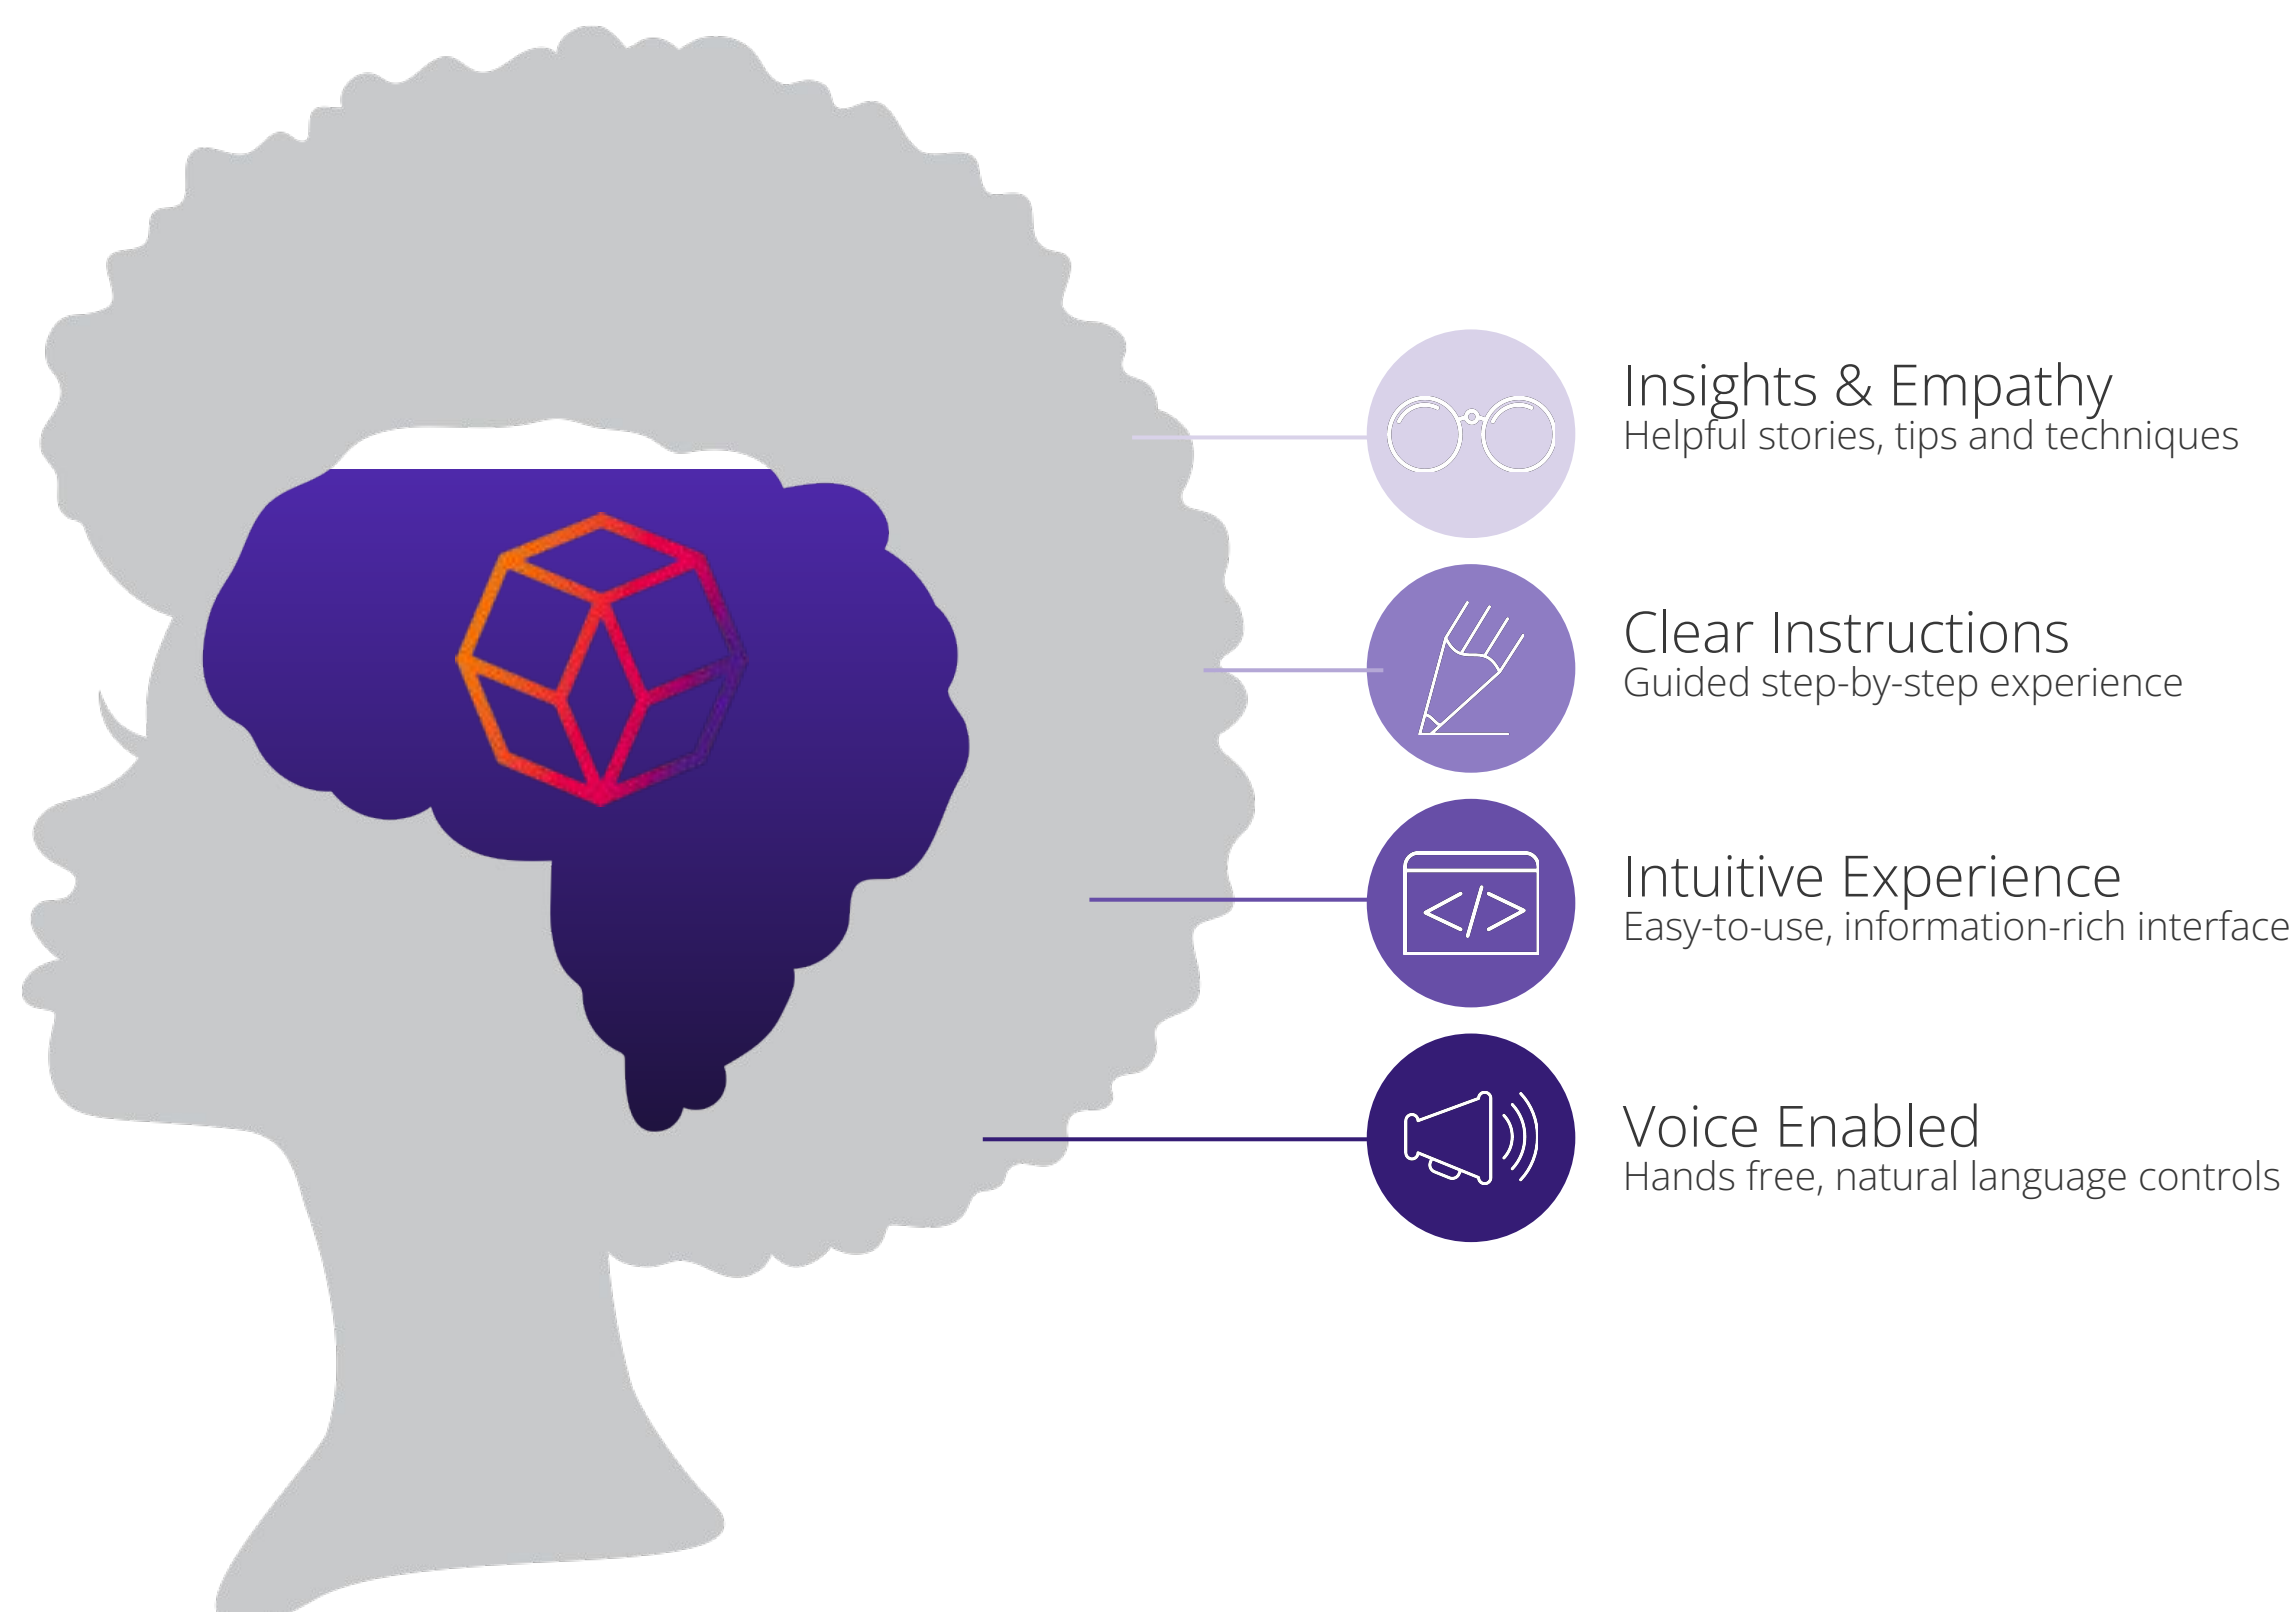 Insights & Empathy
Helpful stories, tips and techniques
Clear Instructions
Guided step-by-step experience
</>
Intuitive Experience
Easy-to-use, information-rich interface
Voice Enabled
Hands free, natural language controls